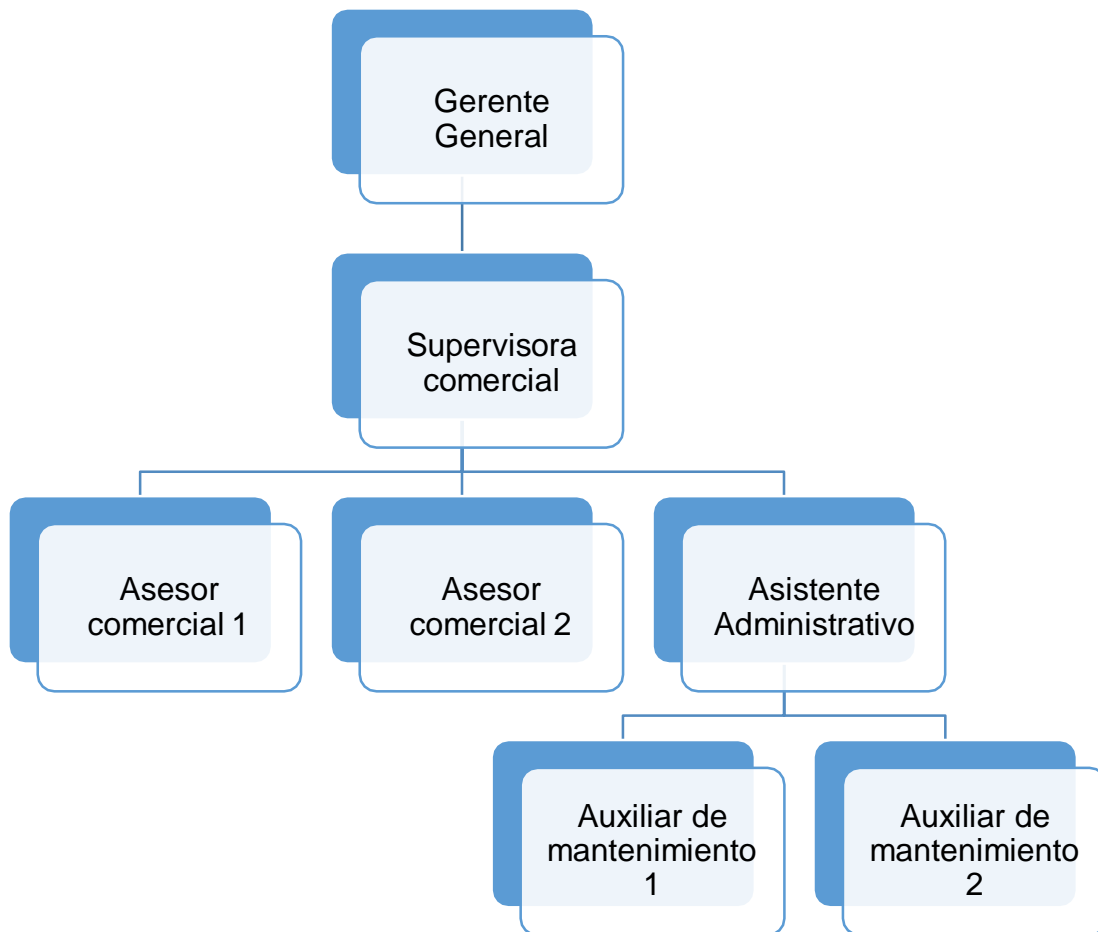 Gerente
General
Supervisora
comercial
Asesor
comercial 1
Asesor
comercial 2
Asistente
Administrativo
Auxiliar de
mantenimiento
1
Auxiliar de
mantenimiento
2